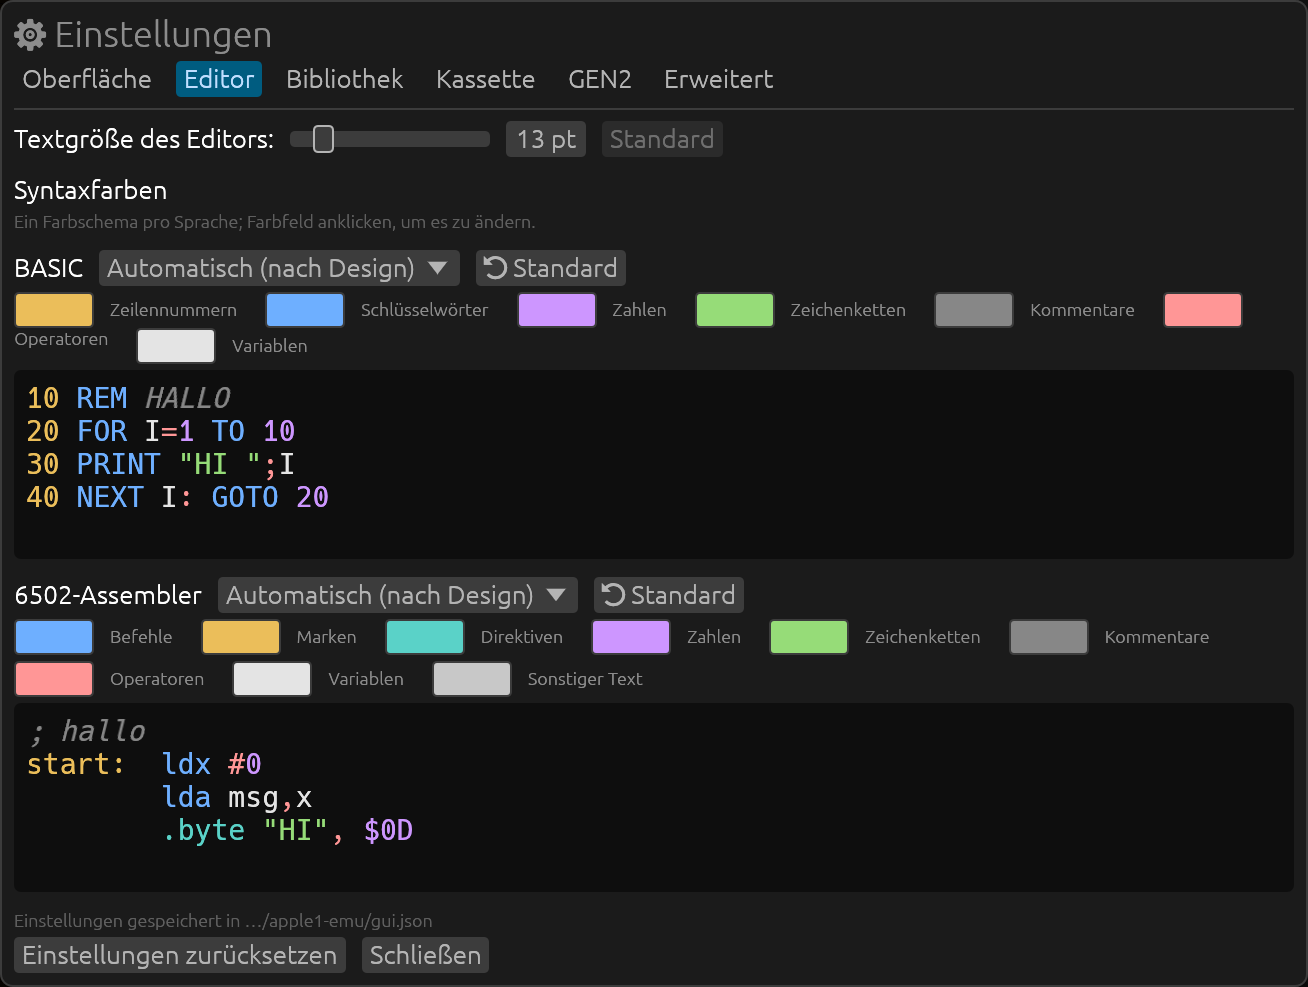 Einstellungen
Oberfläche Editor Bibliothek Kassette GEN2 Erweitert
Textgröße des Editors: 13 pt Standard
Syntaxfarben
Ein Farbschema pro Sprache; Farbfeld anklicken, um es zu ändern.
BASIC Automatisch (nach Design) Standard
Zeilennummern Schlüsselwörter Zahlen Zeichenketten Kommentare
Operatoren Variablen
10 REM HALLO
20 FOR I=1 TO 10
30 PRINT "HI ";I
40 NEXT I: GOTO 20
6502-Assembler Automatisch (nach Design) Standard
Befehle Marken Direktiven Zahlen Zeichenketten Kommentare
Operatoren Variablen Sonstiger Text
; hallo
start:  ldx #0
        lda msg,x
        .byte "HI", $0D
Einstellungen gespeichert in …/apple1-emu/gui.json
Einstellungen zurücksetzen Schließen